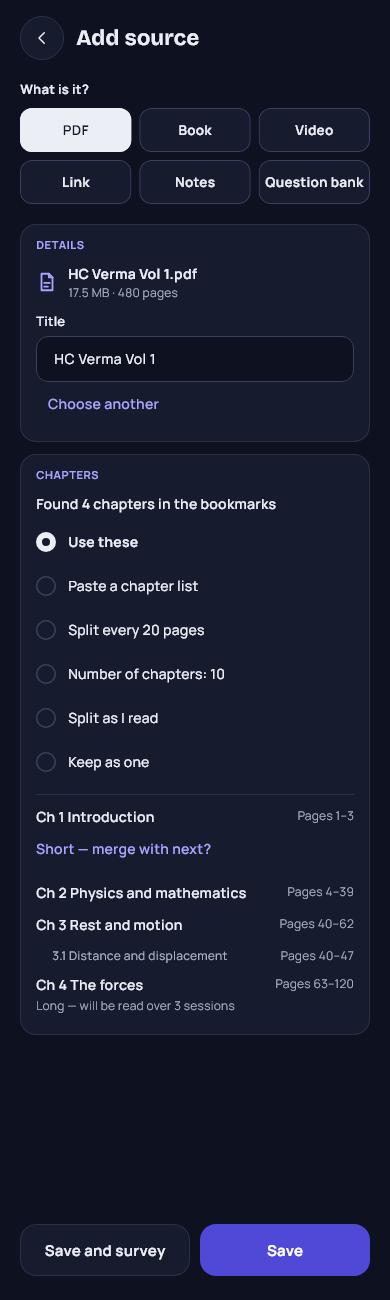 Add source
What is it?
PDF
Book
Video
Link
Notes
Question bank
DETAILS
HC Verma Vol 1.pdf
17.5 MB · 480 pages
Title
HC Verma Vol 1
Choose another
CHAPTERS
Found 4 chapters in the bookmarks
Use these
Paste a chapter list
Split every 20 pages
Number of chapters: 10
Split as I read
Keep as one
Ch 1 Introduction Pages 1–3
Short — merge with next?
Ch 2 Physics and mathematics Pages 4–39
Ch 3 Rest and motion Pages 40–62
3.1 Distance and displacement Pages 40–47
Ch 4 The forces Pages 63–120
Long — will be read over 3 sessions
Save and survey
Save